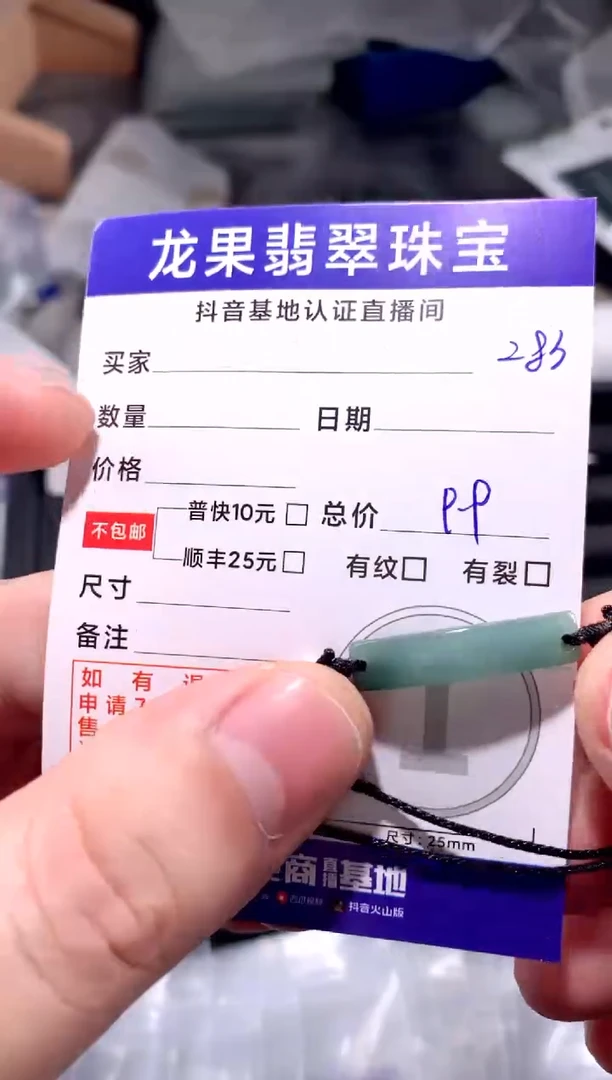 龙果翡翠珠宝
抖音基地认证直播间
买家
数量 日期
价格
不包邮 普快10元 总价
顺丰25元 有纹 有裂
尺寸
备注
如有
申请
售
尺寸:25mm
商直播基地
抖音火山版